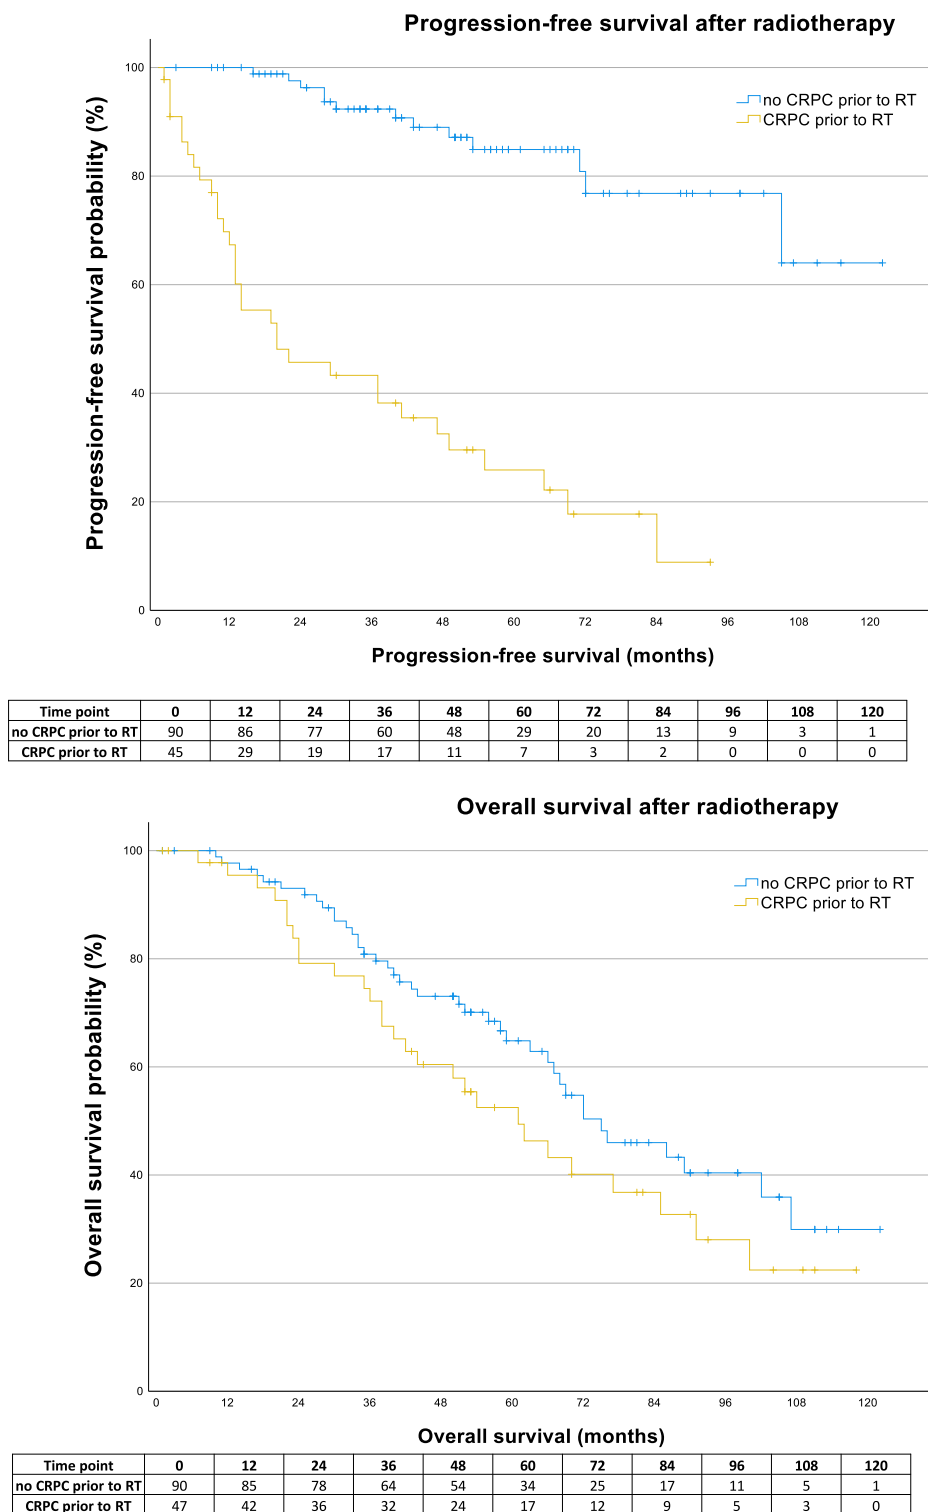 Progression-free survival after radiotherapy
100
80
60
40
20
0
Progression-free survival probability (%)
no CRPC prior to RT
CRPC prior to RT
0 12 24 36 48 60 72 84 96 108 120
Progression-free survival (months)
Time point 0 12 24 36 48 60 72 84 96 108 120
no CRPC prior to RT 90 86 77 60 48 29 20 13 9 3 1
CRPC prior to RT 45 29 19 17 11 7 3 2 0 0 0
Overall survival after radiotherapy
100
80
60
40
20
0
Overall survival probability (%)
no CRPC prior to RT
CRPC prior to RT
0 12 24 36 48 60 72 84 96 108 120
Overall survival (months)
Time point 0 12 24 36 48 60 72 84 96 108 120
no CRPC prior to RT 90 85 78 64 54 34 25 17 11 5 1
CRPC prior to RT 47 42 36 32 24 17 12 9 5 3 0